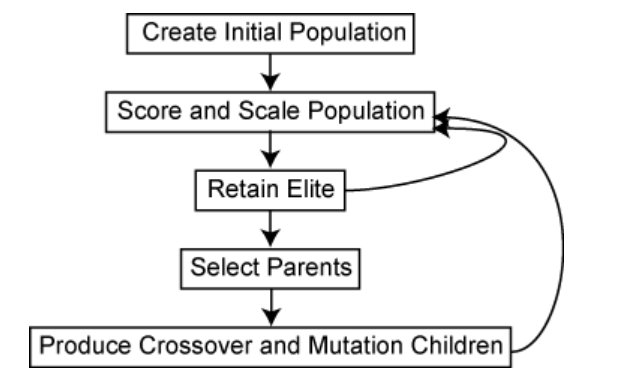 Create Initial Population
Score and Scale Population
Retain Elite
Select Parents
Produce Crossover and Mutation Children